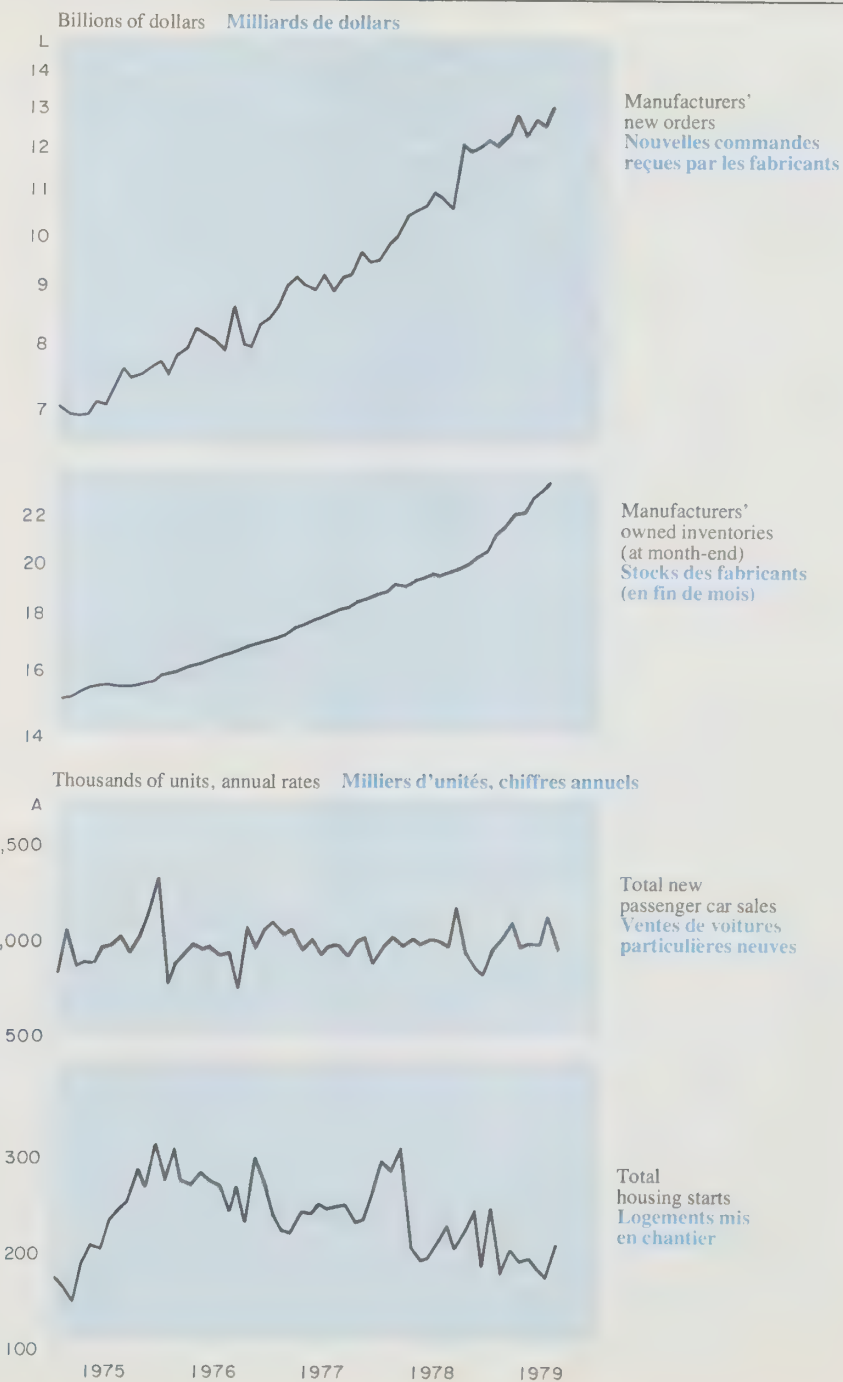 Billions of dollars Milliards de dollars
L
14
13
12
11
10
9
8
7
Manufacturers'
new orders
Nouvelles commandes
reçues par les fabricants
22
20
18
16
14
Manufacturers'
owned inventories
(at month-end)
Stocks des fabricants
(en fin de mois)
Thousands of units, annual rates Milliers d'unités, chiffres annuels
A
,500
,000
500
Total new
passenger car sales
Ventes de voitures
particulières neuves
300
200
100
Total
housing starts
Logements mis
en chantier
1975 1976 1977 1978 1979